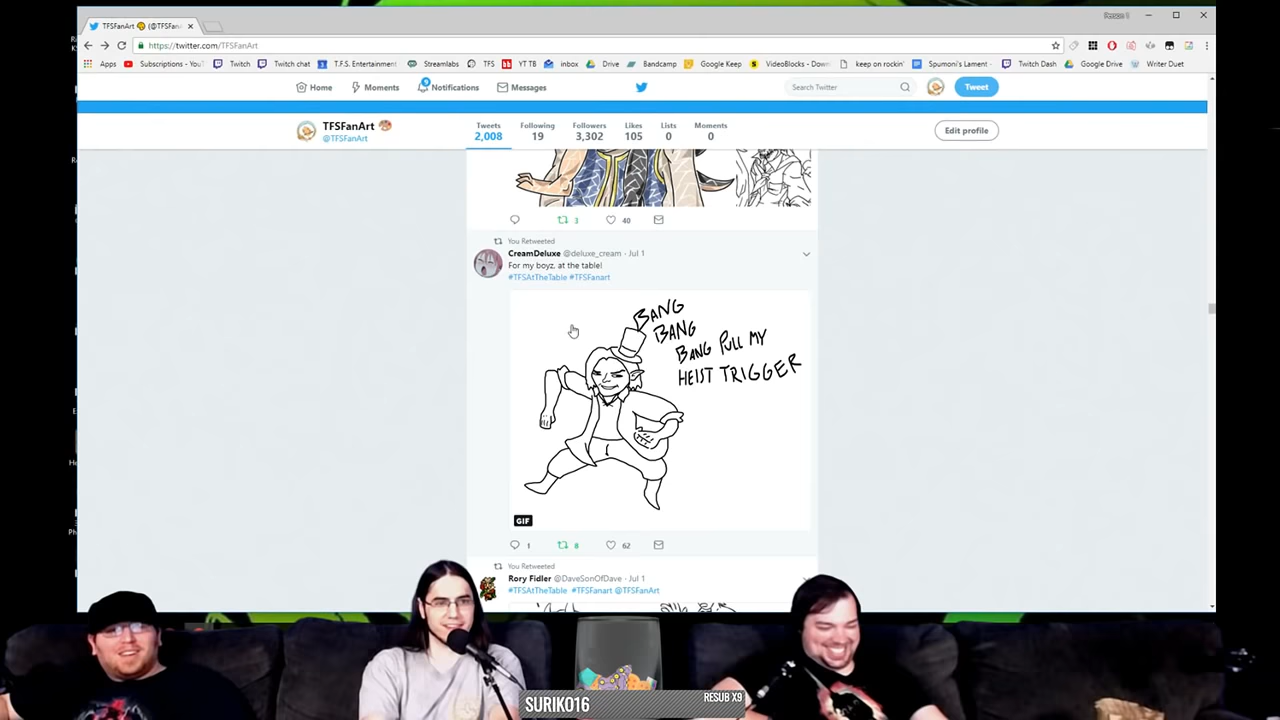 TFSFanArt (@TFSFan
Person 1
https://twitter.com/TFSFanArt
Apps Subscriptions - You Twitch Twitch chat T.F.S. Entertainment Streamlabs TFS YT TB inbox Drive Bandcamp Google Keep VideoBlocks - Down keep on rockin' Spumoni's Lament - Twitch Dash Google Drive Writer Duet
Home Moments Notifications Messages Search Twitter Tweet
TFSFanArt
@TFSFanArt
Tweets Following Followers Likes Lists Moments
2,008 19 3,302 105 0 0
Edit profile
3 40
You Retweeted
CreamDeluxe @deluxe_cream · Jul 1
For my boyz, at the table!
#TFSAtTheTable #TFSFanart
BANG
BANG
BANG PULL MY
HEIST TRIGGER
GIF
1 8 62
You Retweeted
Rory Fidler @DaveSonOfDave · Jul 1
#TFSAtTheTable #TFSFanart @TFSFanArt
SURIKO16
RESUB X9